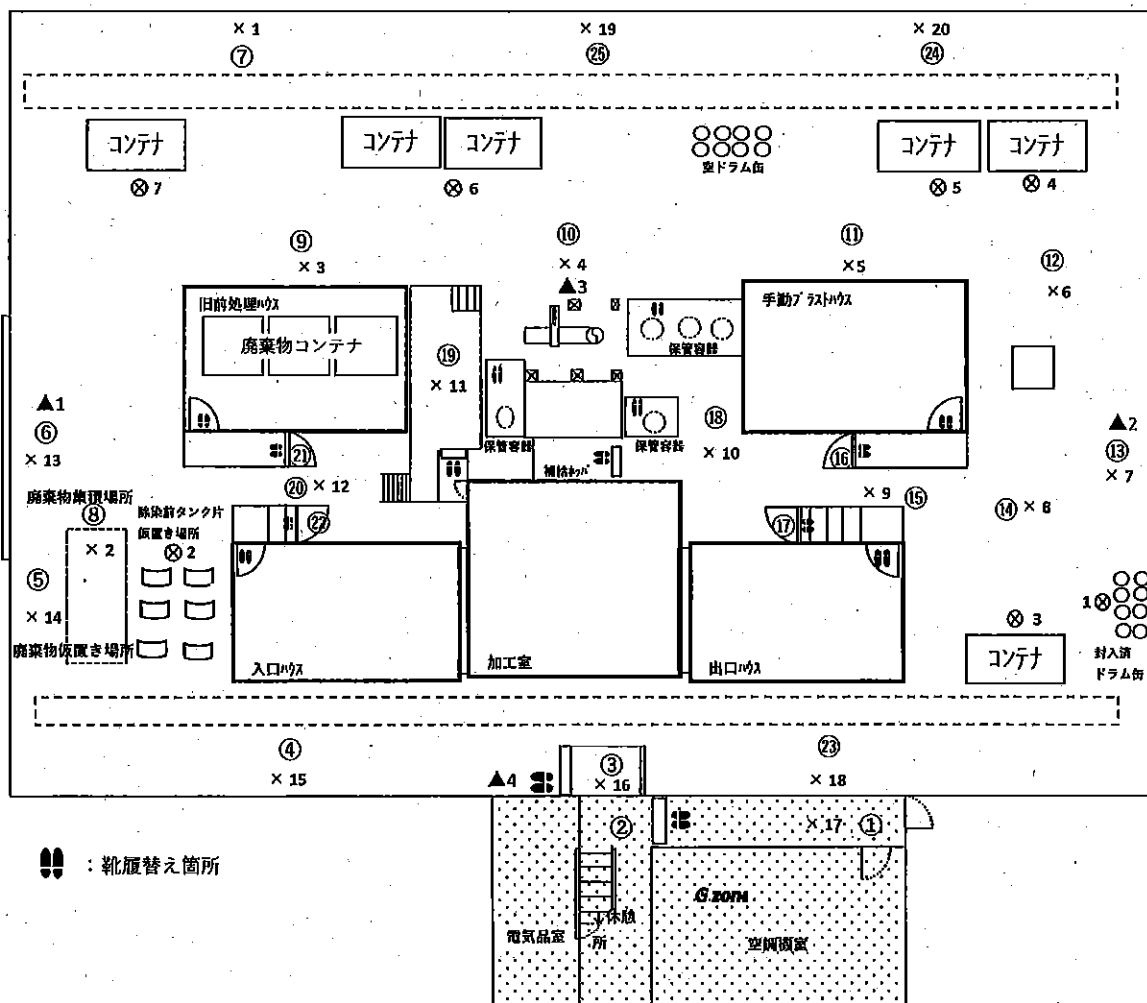 × 1
× 19
× 20
⑦
㉕
㉔
コンテナ
コンテナ
コンテナ
コンテナ
コンテナ
空ドラム缶
⊗ 7
⊗ 6
⊗ 5
⊗ 4
⑨
⑩
⑪
⑫
× 3
× 4
×5
× 6
▲3
旧前処理ハウス
手動ブラストハウス
廃棄物コンテナ
保管容器
⑲
× 11
▲1
⑥
× 13
⑱
× 10
▲2
⑬
× 7
保管容器
保管容器
㉑
⑯
⑳ × 12
× 9 ⑮
⑭ × 8
廃棄物集積場所
⑧
除染前タンク片
仮置き場所
× 2
⊗ 2
㉒
⑰
⑤
× 14
1⊗
⊗ 3
廃棄物仮置き場所
入口ハウス
加工室
出口ハウス
コンテナ
封入済
ドラム缶
④
× 15
▲4
③
× 16
㉓
× 18
②
× 17 ①
：靴履替え箇所
G zone
電気品室
休憩
所
空調機室